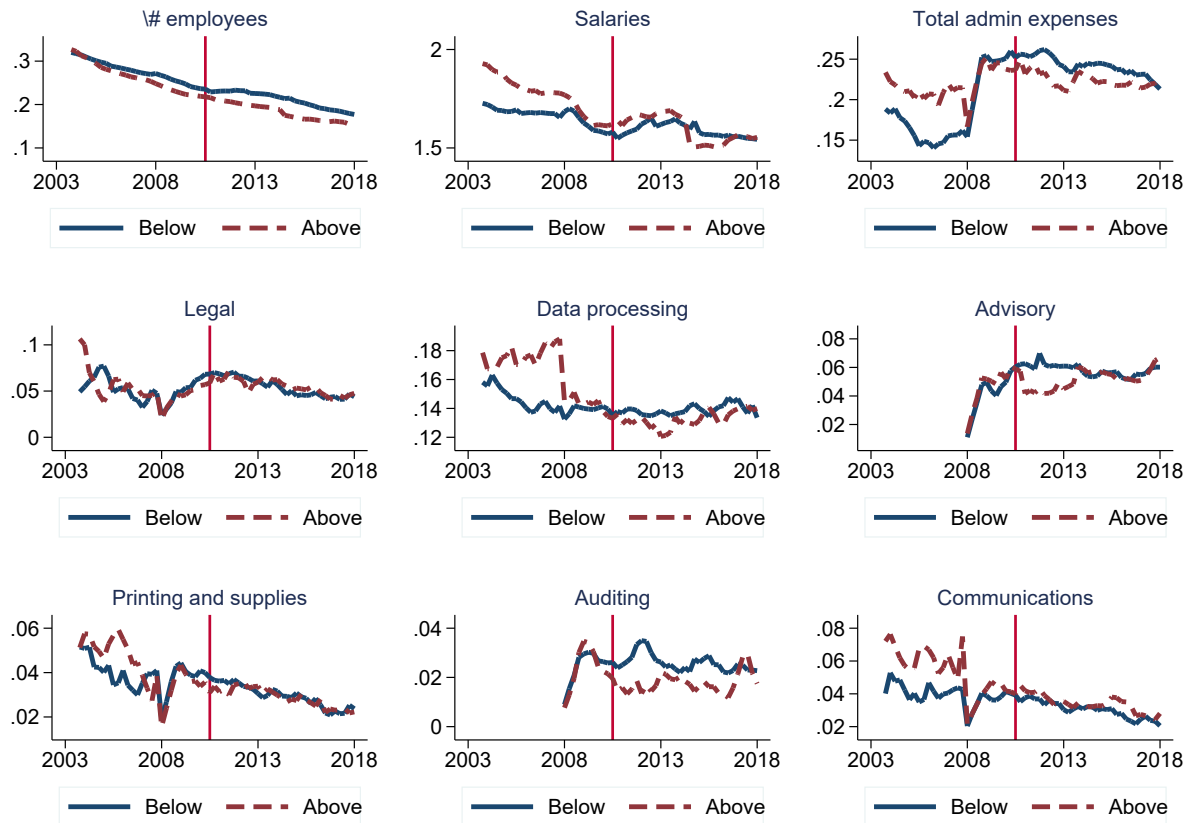 \# employees
.3
.2
.1
2003 2008 2013 2018
Below Above
Salaries
2
1.5
2003 2008 2013 2018
Below Above
Total admin expenses
.25
.2
.15
2003 2008 2013 2018
Below Above
Legal
.1
.05
0
2003 2008 2013 2018
Below Above
Data processing
.18
.16
.14
.12
2003 2008 2013 2018
Below Above
Advisory
.08
.06
.04
.02
2003 2008 2013 2018
Below Above
Printing and supplies
.06
.04
.02
2003 2008 2013 2018
Below Above
Auditing
.04
.02
0
2003 2008 2013 2018
Below Above
Communications
.08
.06
.04
.02
2003 2008 2013 2018
Below Above